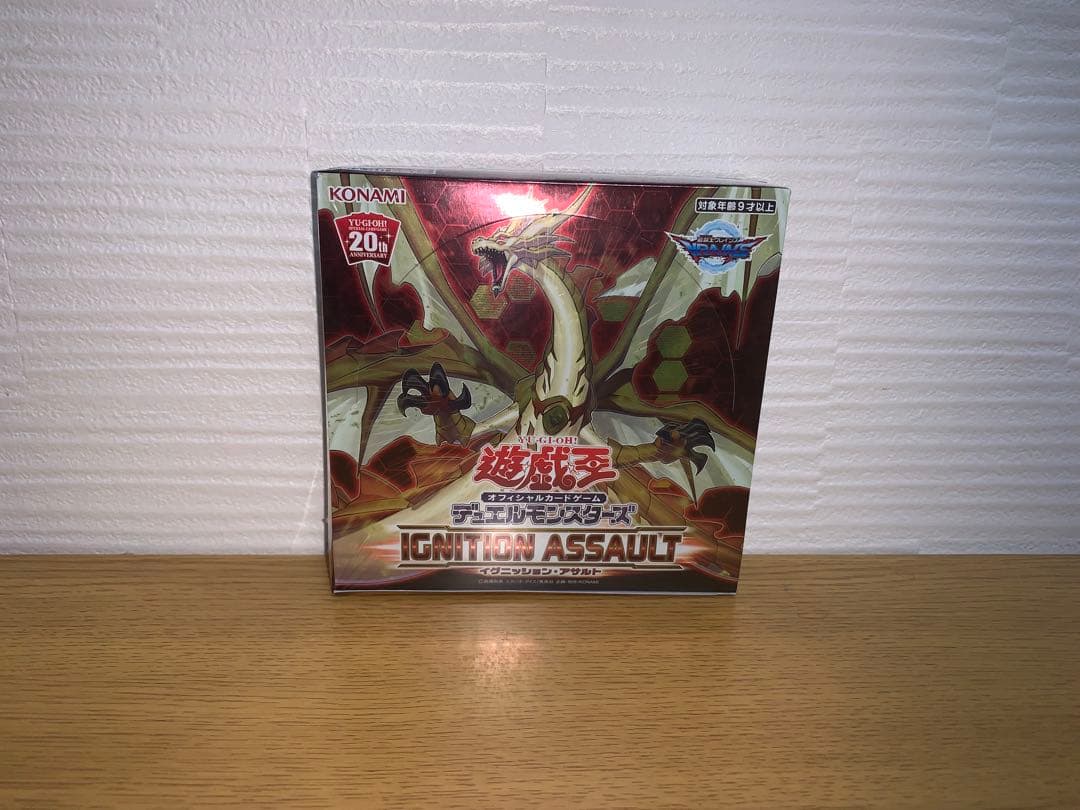 KONAMI
YU-GI-OH!
20th
ANNIVERSARY
対象年齢9才以上
VRAINS
YU-GI-OH!
遊戯王
オフィシャルカードゲーム
デュエルモンスターズ
IGNITION ASSAULT
イグニッション・アサルト